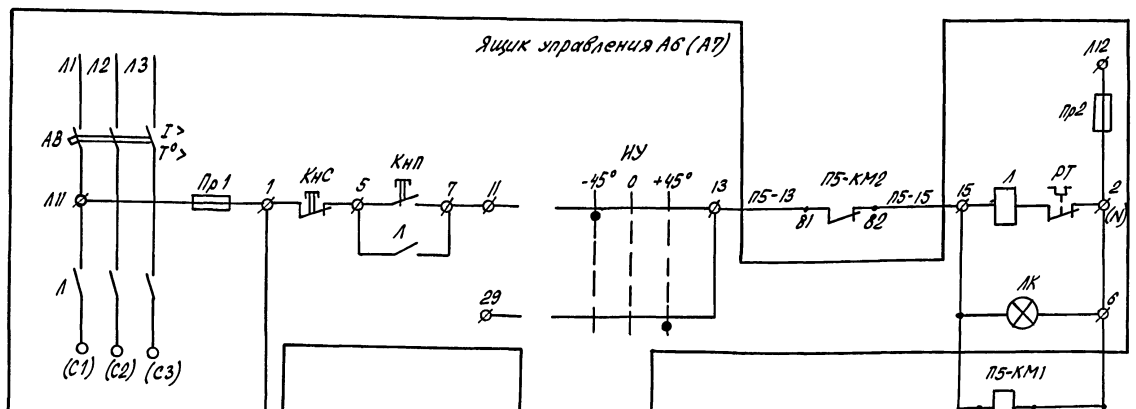 Ящик управления А6 (А7)
Л1 Л2 Л3
Л12
Пр2
АВ
I>
T°>
Пр1
1
КнС
5
КнП
7
11
ИУ
-45° 0 +45°
13
П5-13
П5-КМ2
П5-15
15
Л
РТ
2
(N)
Л11
81
82
Л
Л
29
ЛК
6
(С1) (С2) (С3)
П5-КМ1